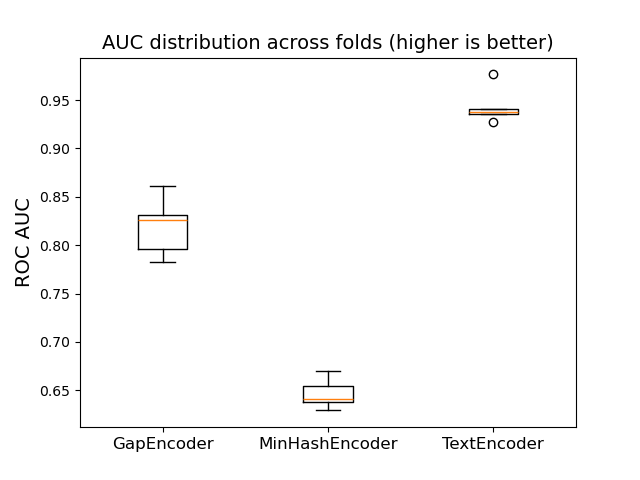 AUC distribution across folds (higher is better)
ROC AUC
0.95
0.90
0.85
0.80
0.75
0.70
0.65
GapEncoder MinHashEncoder TextEncoder